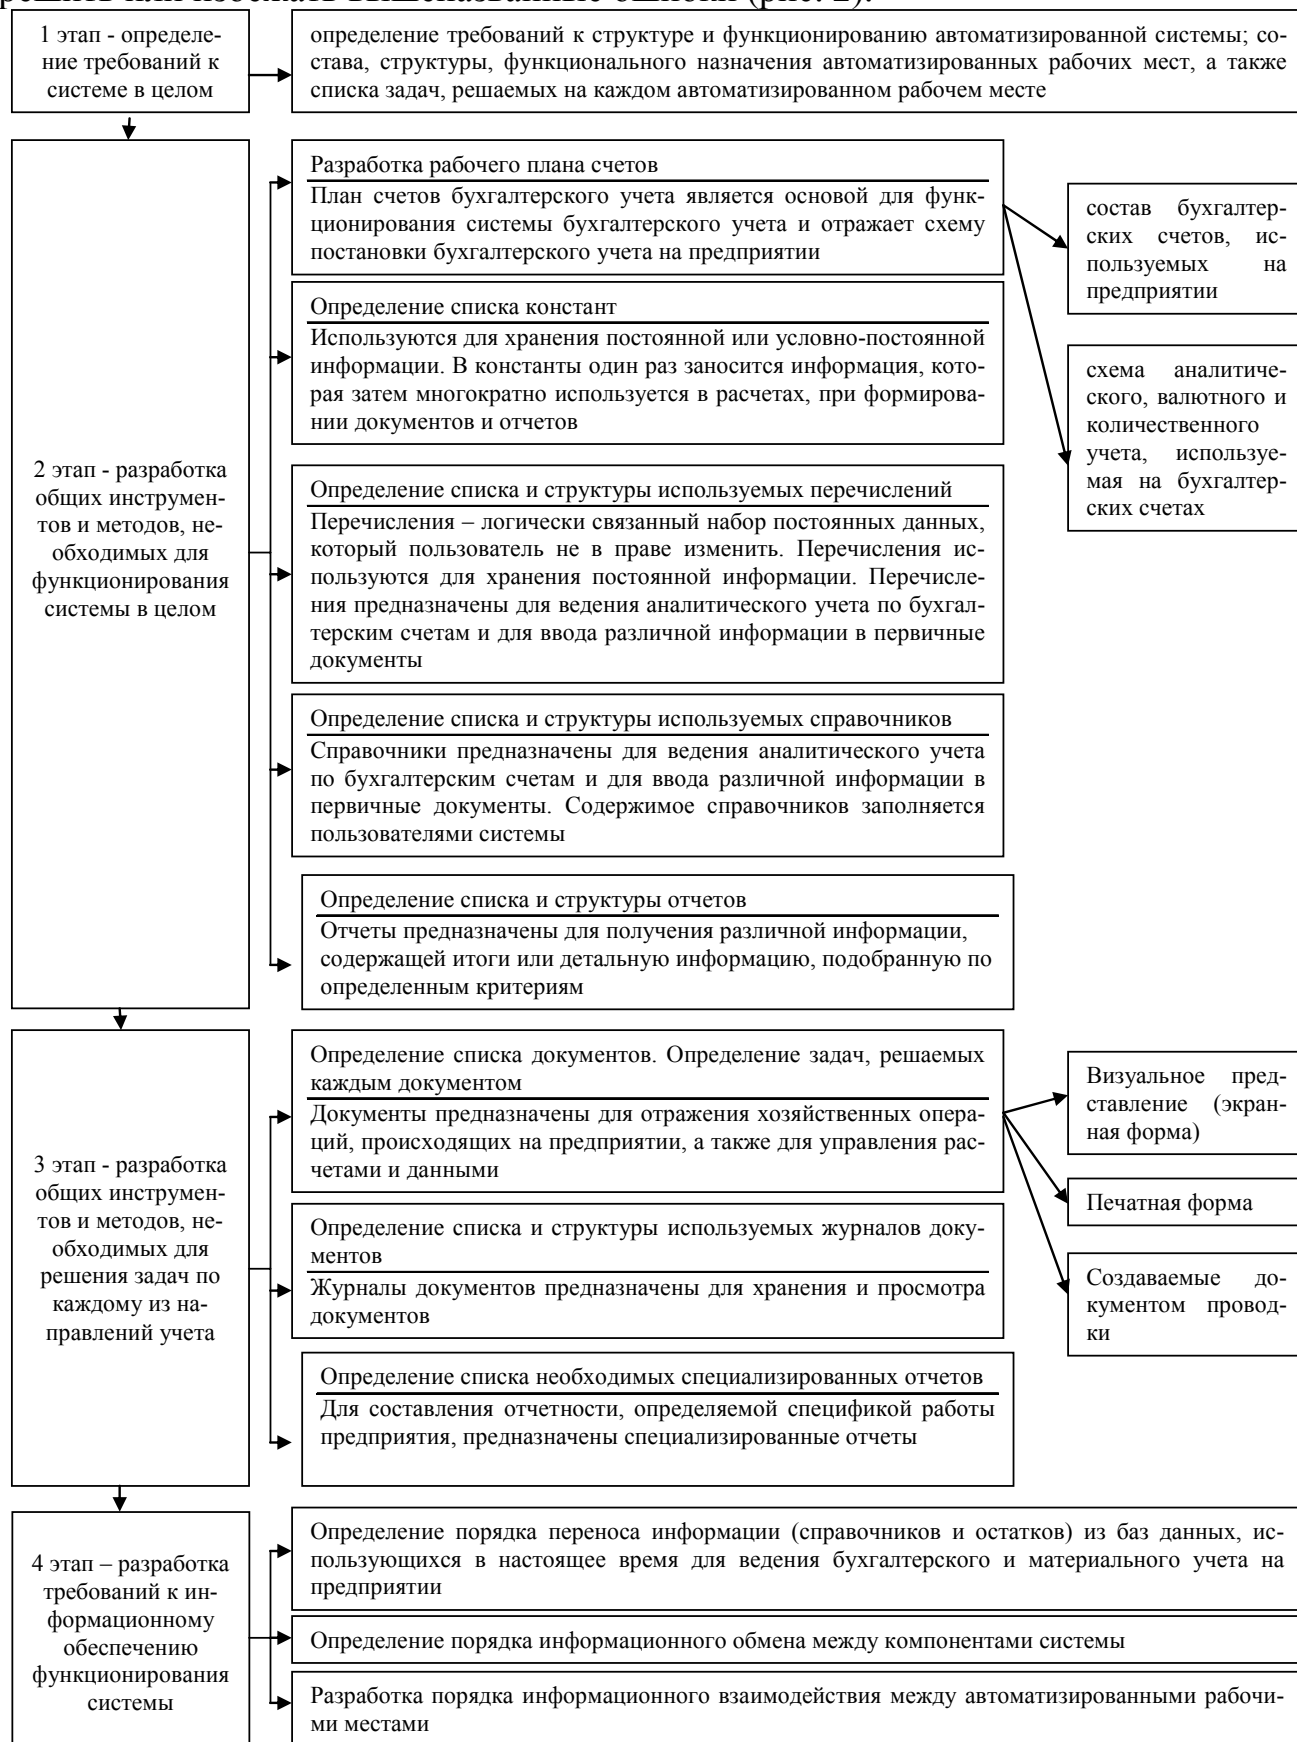 решить или избежать вышеназванные ошибки (рис. 2).
1 этап - определе-
ние требований к
системе в целом
определение требований к структуре и функционированию автоматизированной системы; со-
става, структуры, функционального назначения автоматизированных рабочих мест, а также
списка задач, решаемых на каждом автоматизированном рабочем месте
2 этап - разработка
общих инструмен-
тов и методов, не-
обходимых для
функционирования
системы в целом
Разработка рабочего плана счетов
План счетов бухгалтерского учета является основой для функ-
ционирования системы бухгалтерского учета и отражает схему
постановки бухгалтерского учета на предприятии
состав бухгалтер-
ских счетов, ис-
пользуемых на
предприятии
схема аналитиче-
ского, валютного и
количественного
учета, используе-
мая на бухгалтер-
ских счетах
Определение списка констант
Используются для хранения постоянной или условно-постоянной
информации. В константы один раз заносится информация, кото-
рая затем многократно используется в расчетах, при формирова-
нии документов и отчетов
Определение списка и структуры используемых перечислений
Перечисления – логически связанный набор постоянных данных,
который пользователь не в праве изменить. Перечисления ис-
пользуются для хранения постоянной информации. Перечисле-
ния предназначены для ведения аналитического учета по бухгал-
терским счетам и для ввода различной информации в первичные
документы
Определение списка и структуры используемых справочников
Справочники предназначены для ведения аналитического учета
по бухгалтерским счетам и для ввода различной информации в
первичные документы. Содержимое справочников заполняется
пользователями системы
Определение списка и структуры отчетов
Отчеты предназначены для получения различной информации,
содержащей итоги или детальную информацию, подобранную по
определенным критериям
3 этап - разработка
общих инструмен-
тов и методов, не-
обходимых для
решения задач по
каждому из на-
правлений учета
Определение списка документов. Определение задач, решаемых
каждым документом
Документы предназначены для отражения хозяйственных опера-
ций, происходящих на предприятии, а также для управления рас-
четами и данными
Визуальное пред-
ставление (экран-
ная форма)
Печатная форма
Создаваемые до-
кументом провод-
ки
Определение списка и структуры используемых журналов доку-
ментов
Журналы документов предназначены для хранения и просмотра
документов
Определение списка необходимых специализированных отчетов
Для составления отчетности, определяемой спецификой работы
предприятия, предназначены специализированные отчеты
4 этап – разработка
требований к ин-
формационному
обеспечению
функционирования
системы
Определение порядка переноса информации (справочников и остатков) из баз данных, ис-
пользующихся в настоящее время для ведения бухгалтерского и материального учета на
предприятии
Определение порядка информационного обмена между компонентами системы
Разработка порядка информационного взаимодействия между автоматизированными рабочи-
ми местами